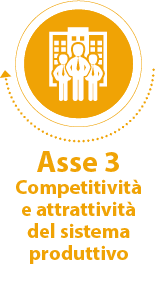 Asse 3
Competitività
e attrattività
del sistema
produttivo